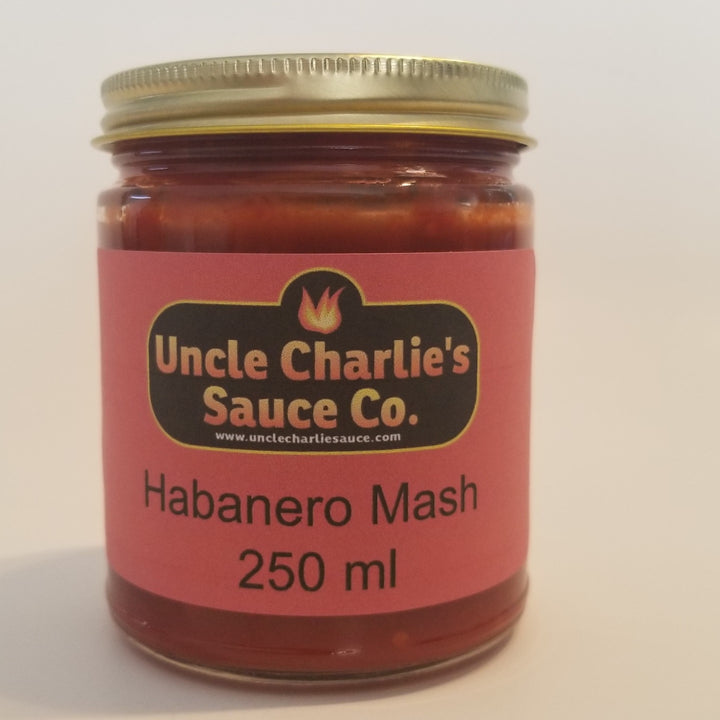 Uncle Charlie's
Sauce Co.
www.unclecharliesauce.com
Habanero Mash
250 ml